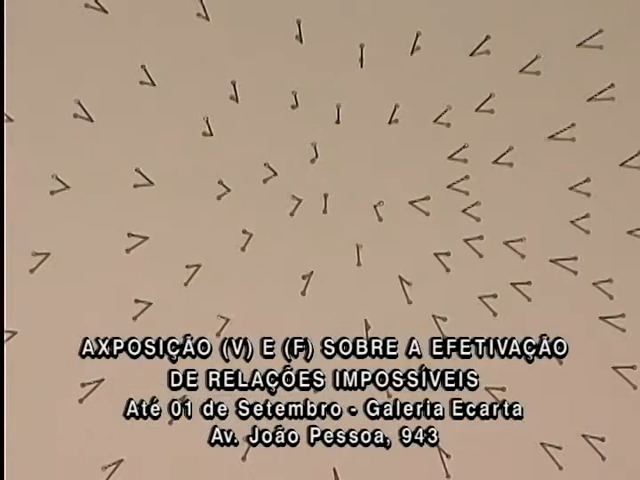 AXPOSIÇÃO (V) E (F) SOBRE A EFETIVAÇÃO
DE RELAÇÕES IMPOSSÍVEIS
Até 01 de Setembro - Galeria Ecarta
Av. João Pessoa, 943